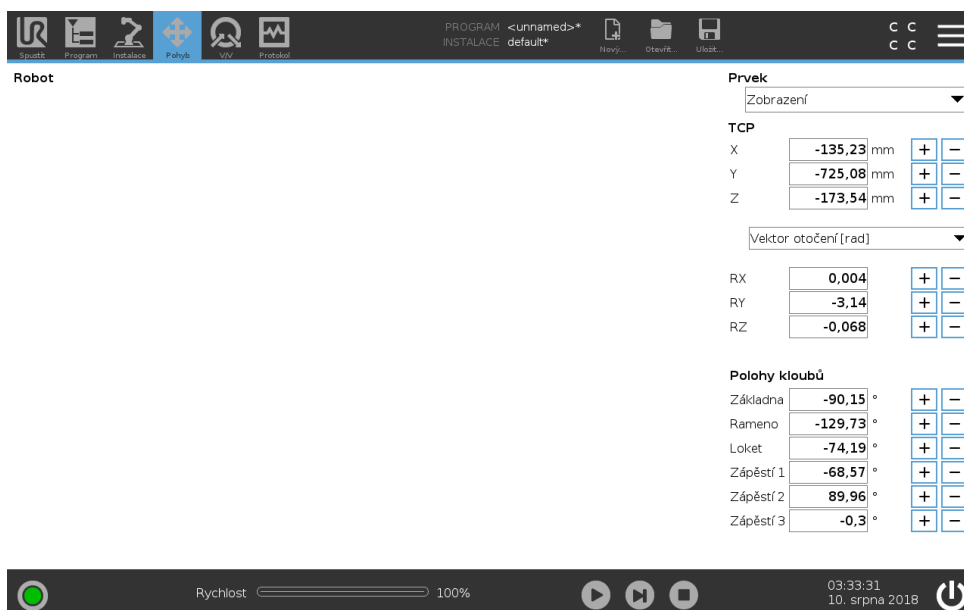 PROGRAM <unnamed>*
INSTALACE default*
Spustit Program Instalace Pohyb V/V Protokol Nový... Otevřít... Uložit...
C C
C C
Robot
Prvek
Zobrazení
TCP
X -135,23 mm + −
Y -725,08 mm + −
Z -173,54 mm + −
Vektor otočení [rad]
RX 0,004 + −
RY -3,14 + −
RZ -0,068 + −
Polohy kloubů
Základna -90,15 ° + −
Rameno -129,73 ° + −
Loket -74,19 ° + −
Zápěstí 1 -68,57 ° + −
Zápěstí 2 89,96 ° + −
Zápěstí 3 -0,3 ° + −
Rychlost 100%
03:33:31
10. srpna 2018